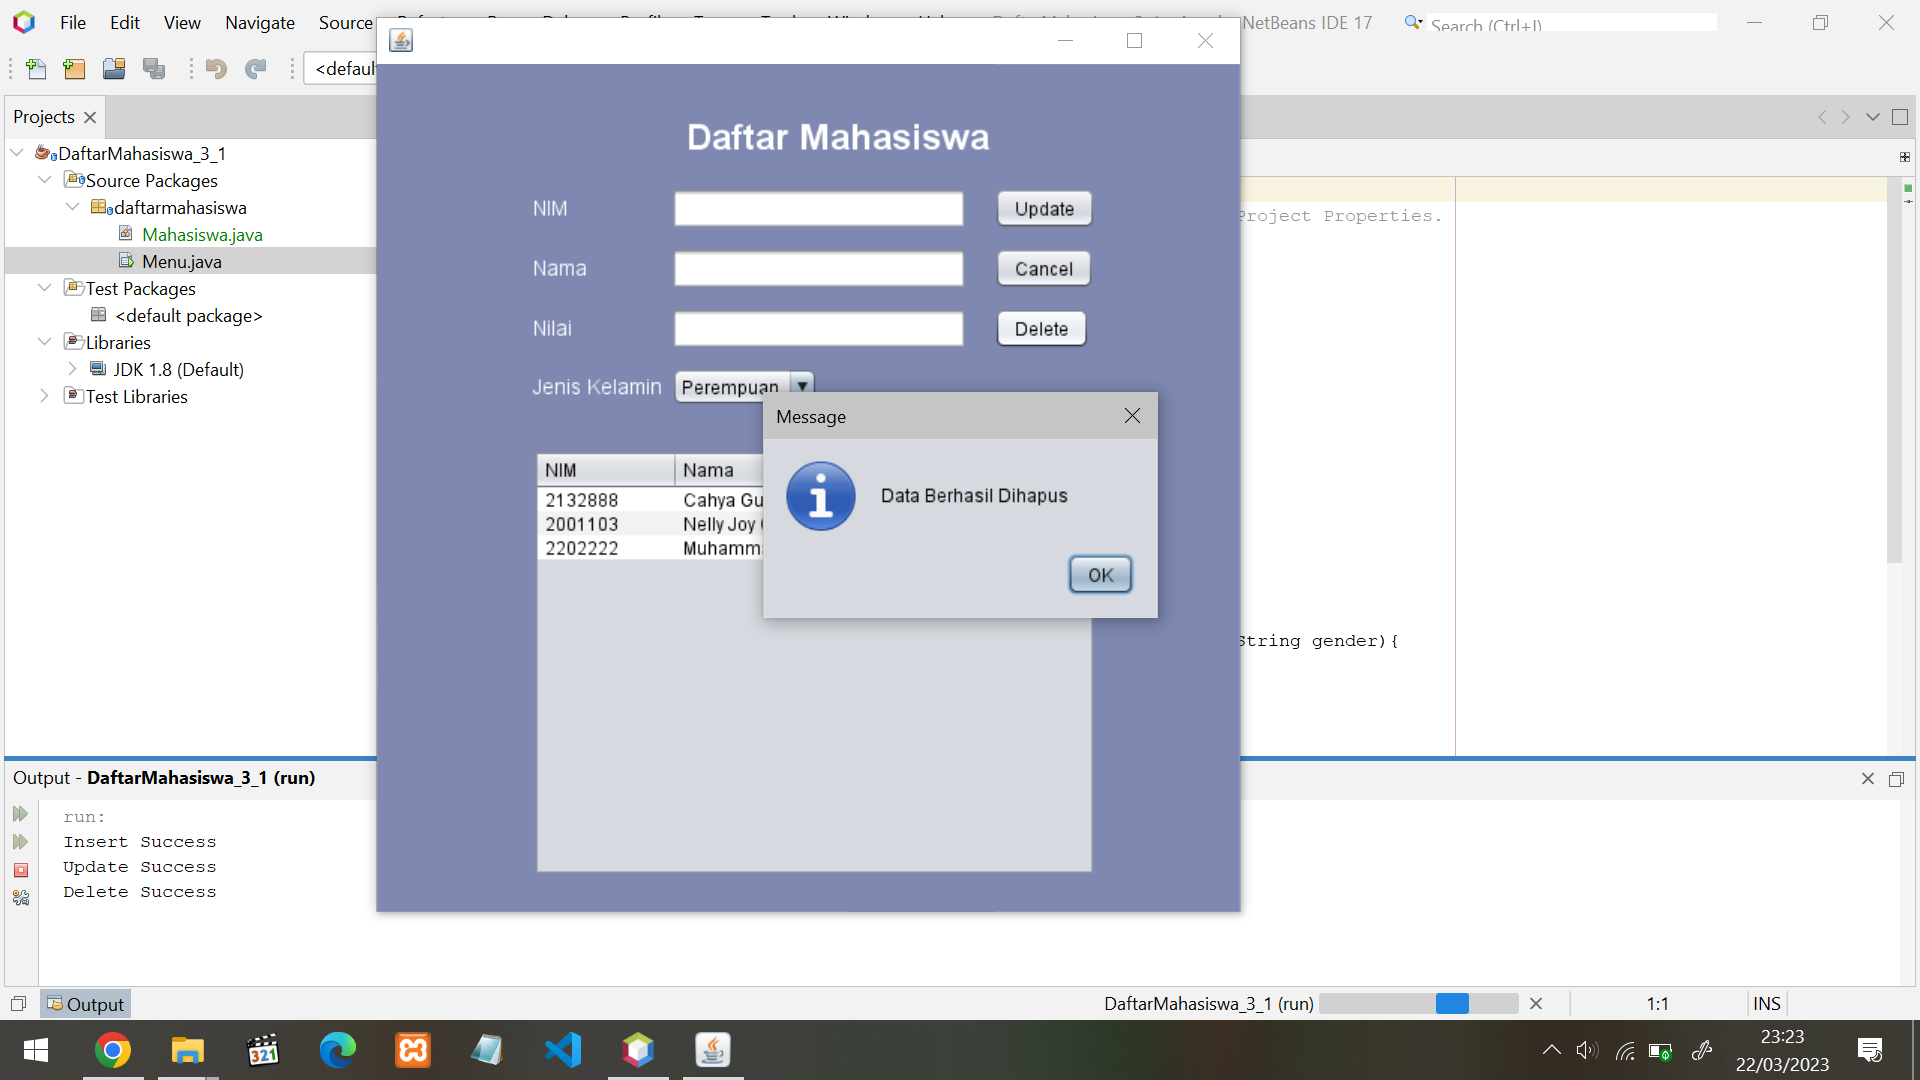 File Edit View Navigate Source
NetBeans IDE 17
Search (Ctrl+I)
Projects
DaftarMahasiswa_3_1
Source Packages
daftarmahasiswa
Mahasiswa.java
Menu.java
Test Packages
<default package>
Libraries
JDK 1.8 (Default)
Test Libraries
Daftar Mahasiswa
NIM
Update
Nama
Cancel
Nilai
Delete
Jenis Kelamin
Perempuan
NIM Nama
2132888 Cahya Gu
2001103 Nelly Joy
2202222 Muhamm
Message
Data Berhasil Dihapus
OK
Project Properties.
String gender){
Output - DaftarMahasiswa_3_1 (run)
run:
Insert Success
Update Success
Delete Success
Output
DaftarMahasiswa_3_1 (run)
1:1
INS
321
23:23
22/03/2023